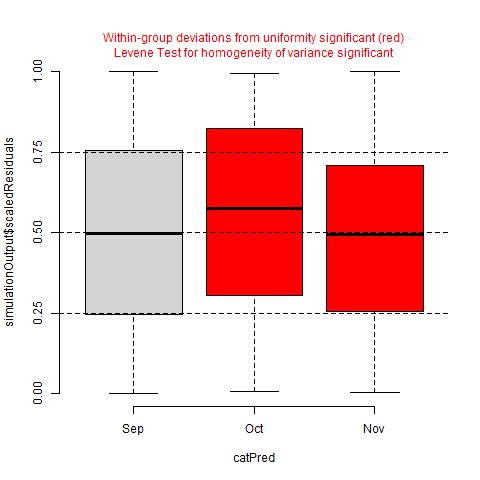 Within-group deviations from uniformity significant (red)
Levene Test for homogeneity of variance significant
1.00
0.75
0.50
0.25
0.00
simulationOutput$scaledResiduals
Sep Oct Nov
catPred